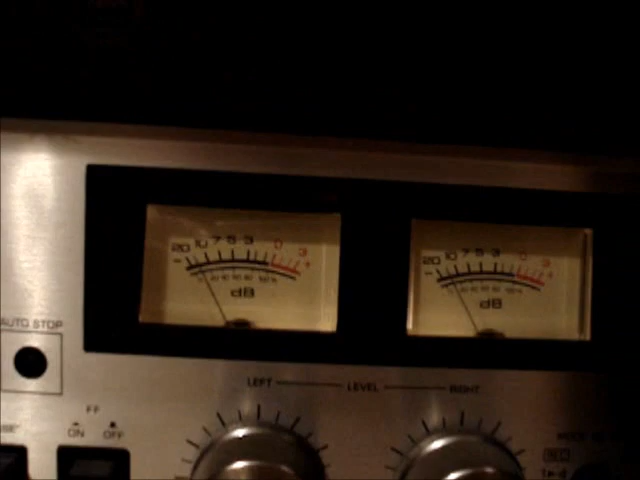 20 10 7 5 3 0 3
- +
dB
20 10 7 5 3 0 3
- +
dB
AUTO STOP
LEFT LEVEL RIGHT
FF
ON OFF
REC